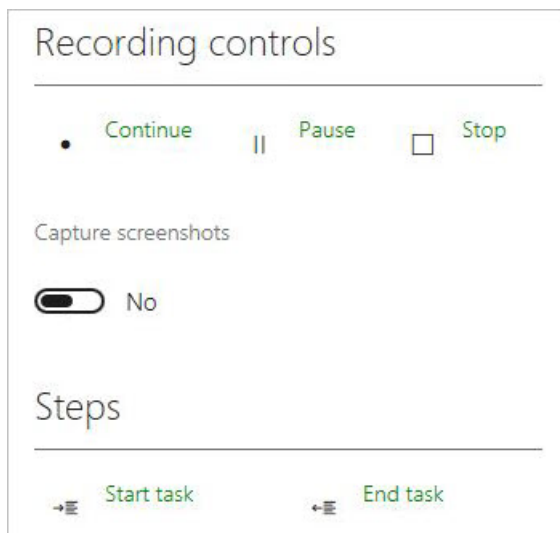 Recording controls
Continue Pause Stop
Capture screenshots
No
Steps
Start task End task